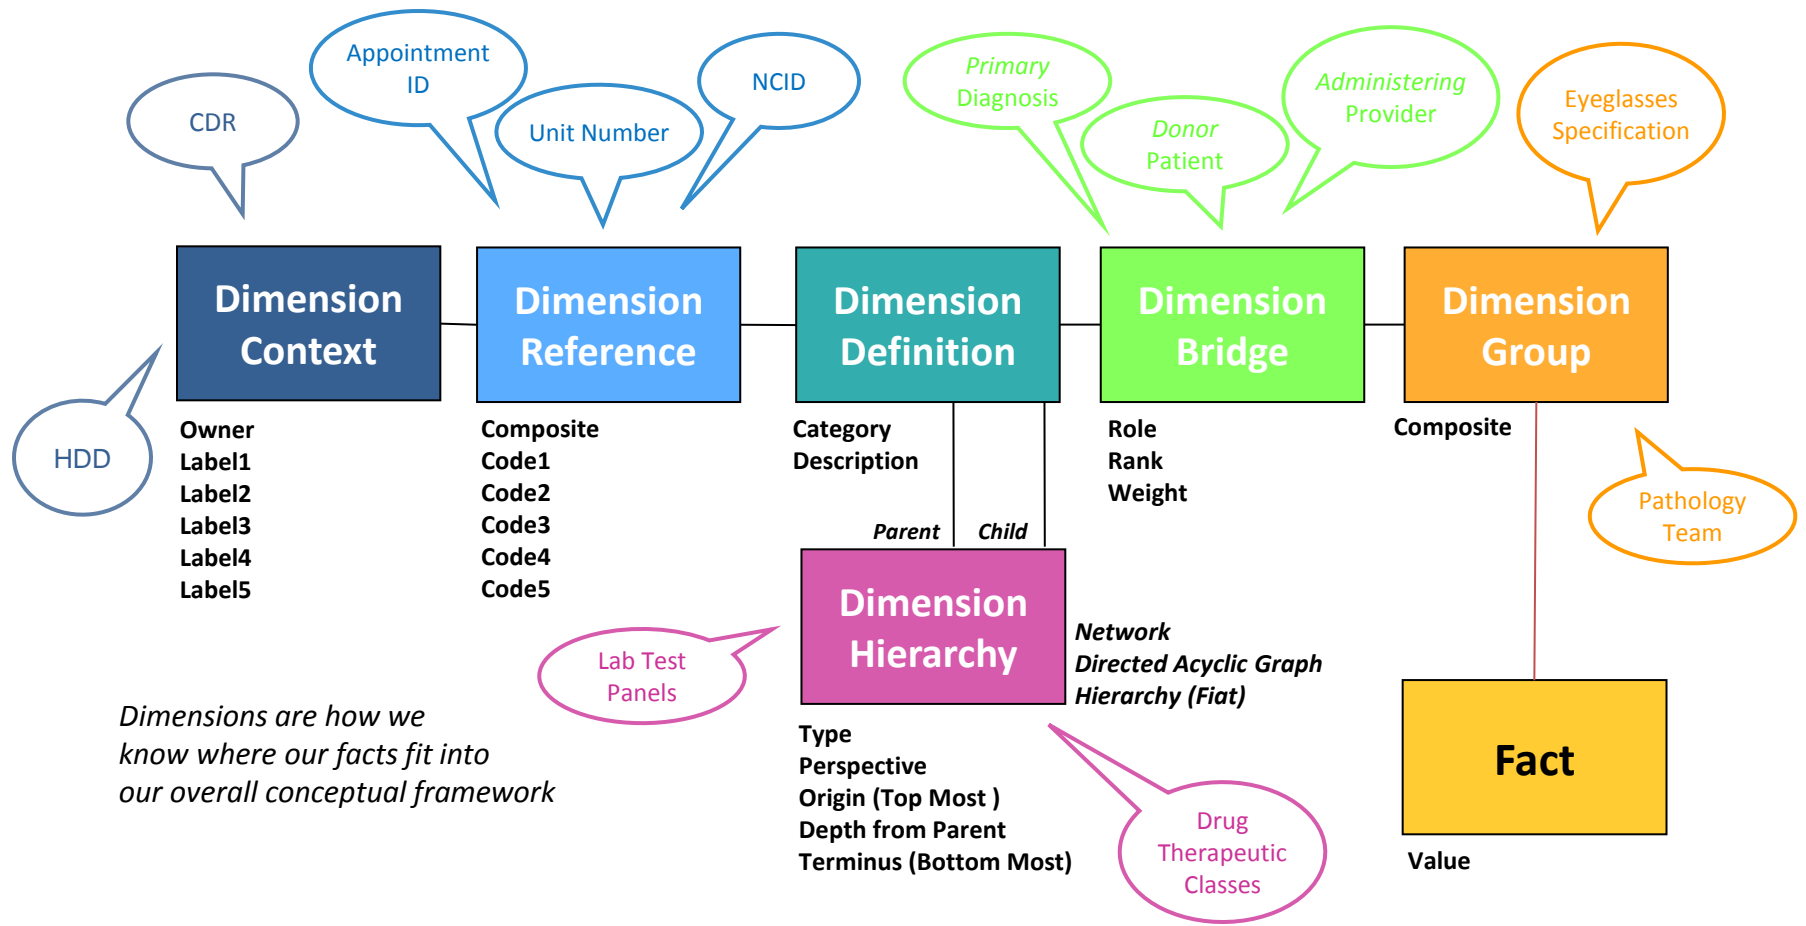 Appointment
ID
CDR
Unit Number
NCID
Primary
Diagnosis
Donor
Patient
Administering
Provider
Eyeglasses
Specification
Dimension
Context
Dimension
Reference
Dimension
Definition
Dimension
Bridge
Dimension
Group
HDD
Owner
Label1
Label2
Label3
Label4
Label5
Composite
Code1
Code2
Code3
Code4
Code5
Category
Description
Role
Rank
Weight
Composite
Pathology
Team
Parent Child
Dimension
Hierarchy
Network
Directed Acyclic Graph
Hierarchy (Fiat)
Lab Test
Panels
Type
Perspective
Origin (Top Most )
Depth from Parent
Terminus (Bottom Most)
Drug
Therapeutic
Classes
Fact
Value
Dimensions are how we
know where our facts fit into
our overall conceptual framework